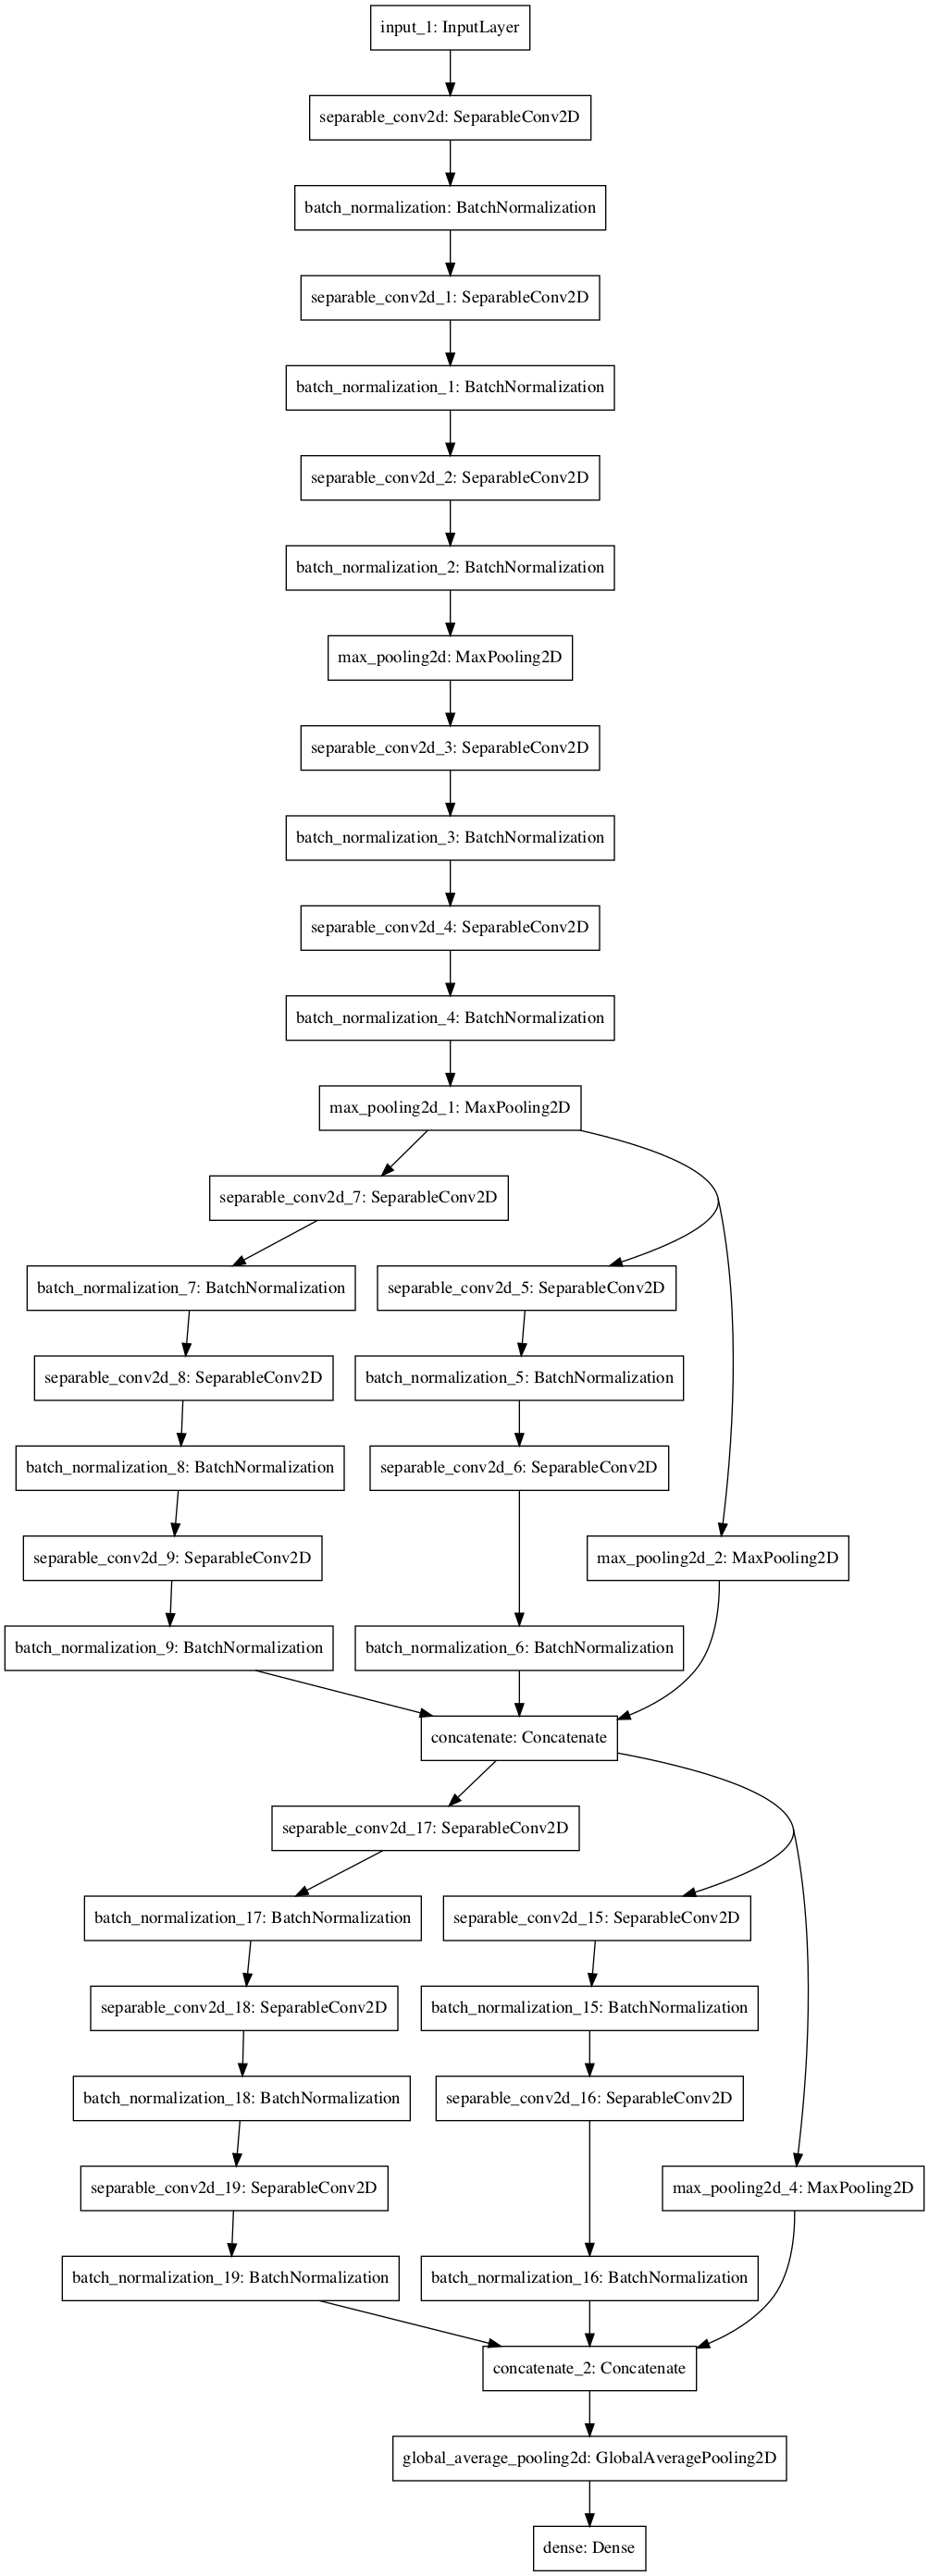 input_1: InputLayer
separable_conv2d: SeparableConv2D
batch_normalization: BatchNormalization
separable_conv2d_1: SeparableConv2D
batch_normalization_1: BatchNormalization
separable_conv2d_2: SeparableConv2D
batch_normalization_2: BatchNormalization
max_pooling2d: MaxPooling2D
separable_conv2d_3: SeparableConv2D
batch_normalization_3: BatchNormalization
separable_conv2d_4: SeparableConv2D
batch_normalization_4: BatchNormalization
max_pooling2d_1: MaxPooling2D
separable_conv2d_7: SeparableConv2D
batch_normalization_7: BatchNormalization
separable_conv2d_5: SeparableConv2D
separable_conv2d_8: SeparableConv2D
batch_normalization_5: BatchNormalization
batch_normalization_8: BatchNormalization
separable_conv2d_6: SeparableConv2D
separable_conv2d_9: SeparableConv2D
max_pooling2d_2: MaxPooling2D
batch_normalization_9: BatchNormalization
batch_normalization_6: BatchNormalization
concatenate: Concatenate
separable_conv2d_17: SeparableConv2D
batch_normalization_17: BatchNormalization
separable_conv2d_15: SeparableConv2D
separable_conv2d_18: SeparableConv2D
batch_normalization_15: BatchNormalization
batch_normalization_18: BatchNormalization
separable_conv2d_16: SeparableConv2D
separable_conv2d_19: SeparableConv2D
max_pooling2d_4: MaxPooling2D
batch_normalization_19: BatchNormalization
batch_normalization_16: BatchNormalization
concatenate_2: Concatenate
global_average_pooling2d: GlobalAveragePooling2D
dense: Dense